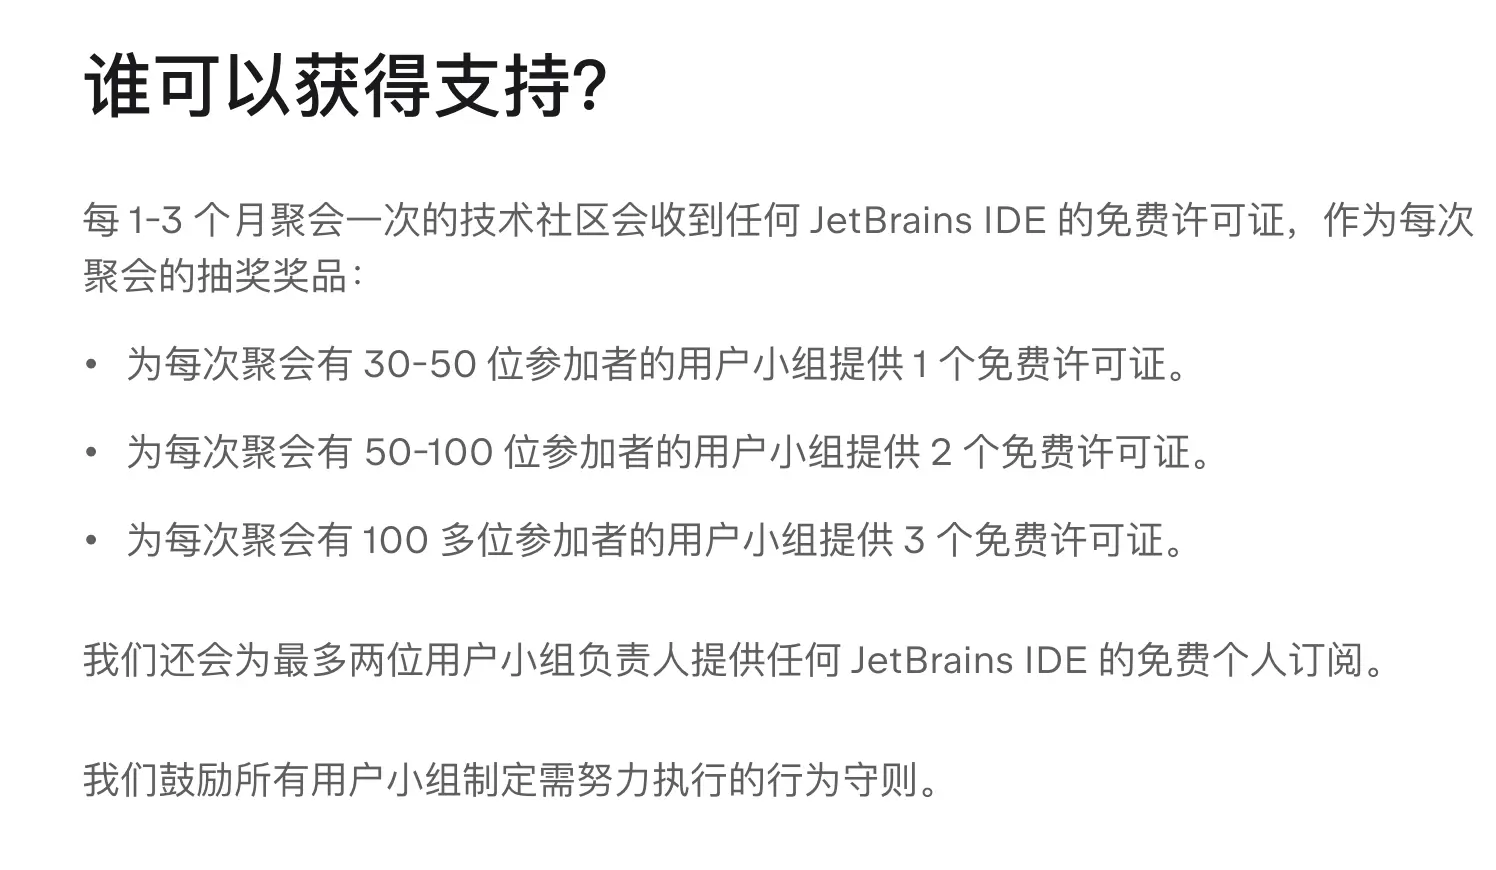 谁可以获得支持?
每 1-3 个月聚会一次的技术社区会收到任何 JetBrains IDE 的免费许可证，作为每次
聚会的抽奖奖品：
• 为每次聚会有 30-50 位参加者的用户小组提供 1 个免费许可证。
• 为每次聚会有 50-100 位参加者的用户小组提供 2 个免费许可证。
• 为每次聚会有 100 多位参加者的用户小组提供 3 个免费许可证。
我们还会为最多两位用户小组负责人提供任何 JetBrains IDE 的免费个人订阅。
我们鼓励所有用户小组制定需努力执行的行为守则。